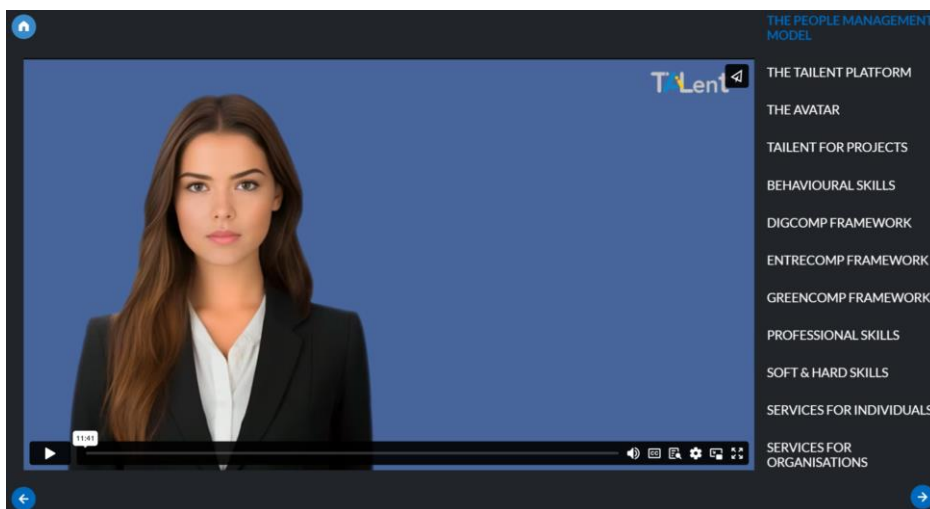 THE PEOPLE MANAGEMENT
MODEL
TAILent
THE TAILENT PLATFORM
THE AVATAR
TAILENT FOR PROJECTS
BEHAVIOURAL SKILLS
DIGCOMP FRAMEWORK
ENTRECOMP FRAMEWORK
GREENCOMP FRAMEWORK
PROFESSIONAL SKILLS
SOFT & HARD SKILLS
SERVICES FOR INDIVIDUALS
SERVICES FOR
ORGANISATIONS
11:41
CC